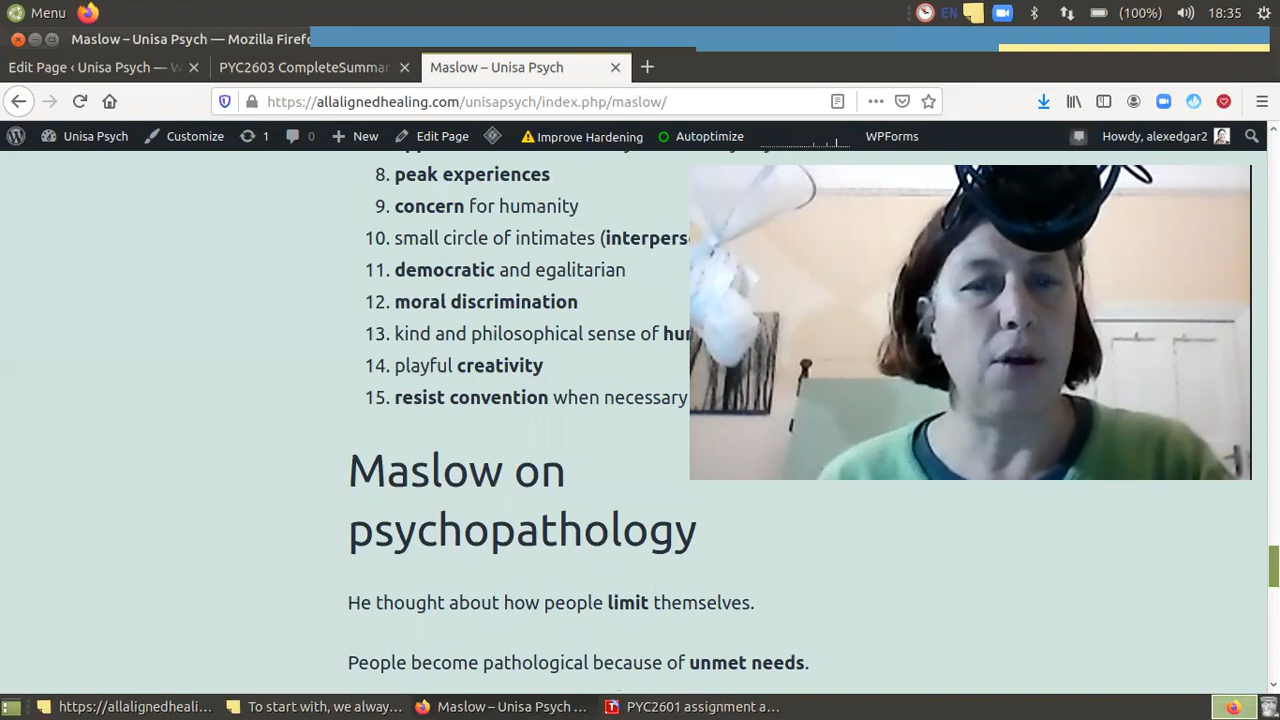 Menu
EN
(100%)
18:35
Maslow – Unisa Psych — Mozilla Firefo
Edit Page ‹ Unisa Psych — W
PYC2603 CompleteSummar
Maslow – Unisa Psych
https://allalignedhealing.com/unisapsych/index.php/maslow/
Unisa Psych
Customize
1
0
New
Edit Page
Improve Hardening
Autoptimize
WPForms
Howdy, alexedgar2
8. peak experiences
9. concern for humanity
10. small circle of intimates (interperso
11. democratic and egalitarian
12. moral discrimination
13. kind and philosophical sense of hur
14. playful creativity
15. resist convention when necessary
Maslow on
psychopathology
He thought about how people limit themselves.
People become pathological because of unmet needs.
https://allalignedheali...
To start with, we alway...
Maslow – Unisa Psych ...
PYC2601 assignment a...